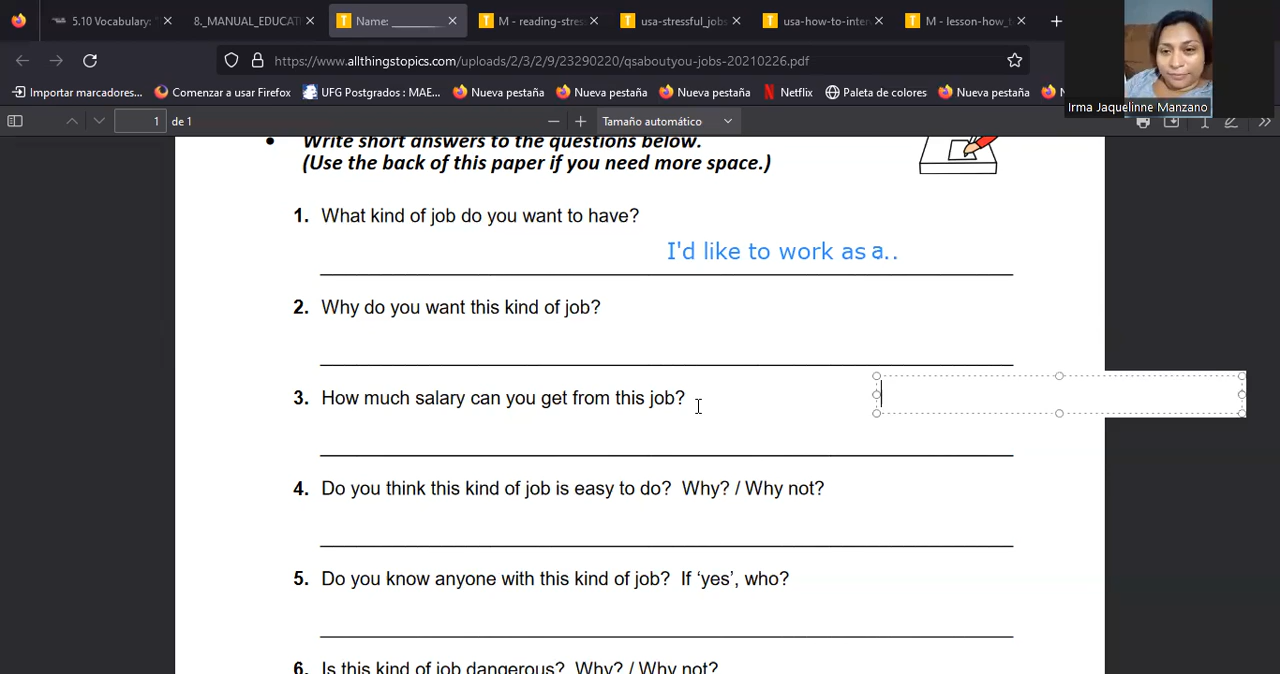 5.10 Vocabulary:
8._MANUAL_EDUCATI
Name: ________
M - reading-stres
usa-stressful_jobs
usa-how-to-inter
M - lesson-how_t
https://www.allthingstopics.com/uploads/2/3/2/9/23290220/qsaboutyou-jobs-20210226.pdf
Importar marcadores...
Comenzar a usar Firefox
UFG Postgrados : MAE...
Nueva pestaña
Nueva pestaña
Nueva pestaña
Netflix
Paleta de colores
Nueva pestaña
Irma Jaquelinne Manzano
1 de 1
Tamaño automático
• Write short answers to the questions below.
(Use the back of this paper if you need more space.)
1. What kind of job do you want to have?
I'd like to work as a..
2. Why do you want this kind of job?
3. How much salary can you get from this job?
4. Do you think this kind of job is easy to do? Why? / Why not?
5. Do you know anyone with this kind of job? If ‘yes’, who?
6. Is this kind of job dangerous? Why? / Why not?